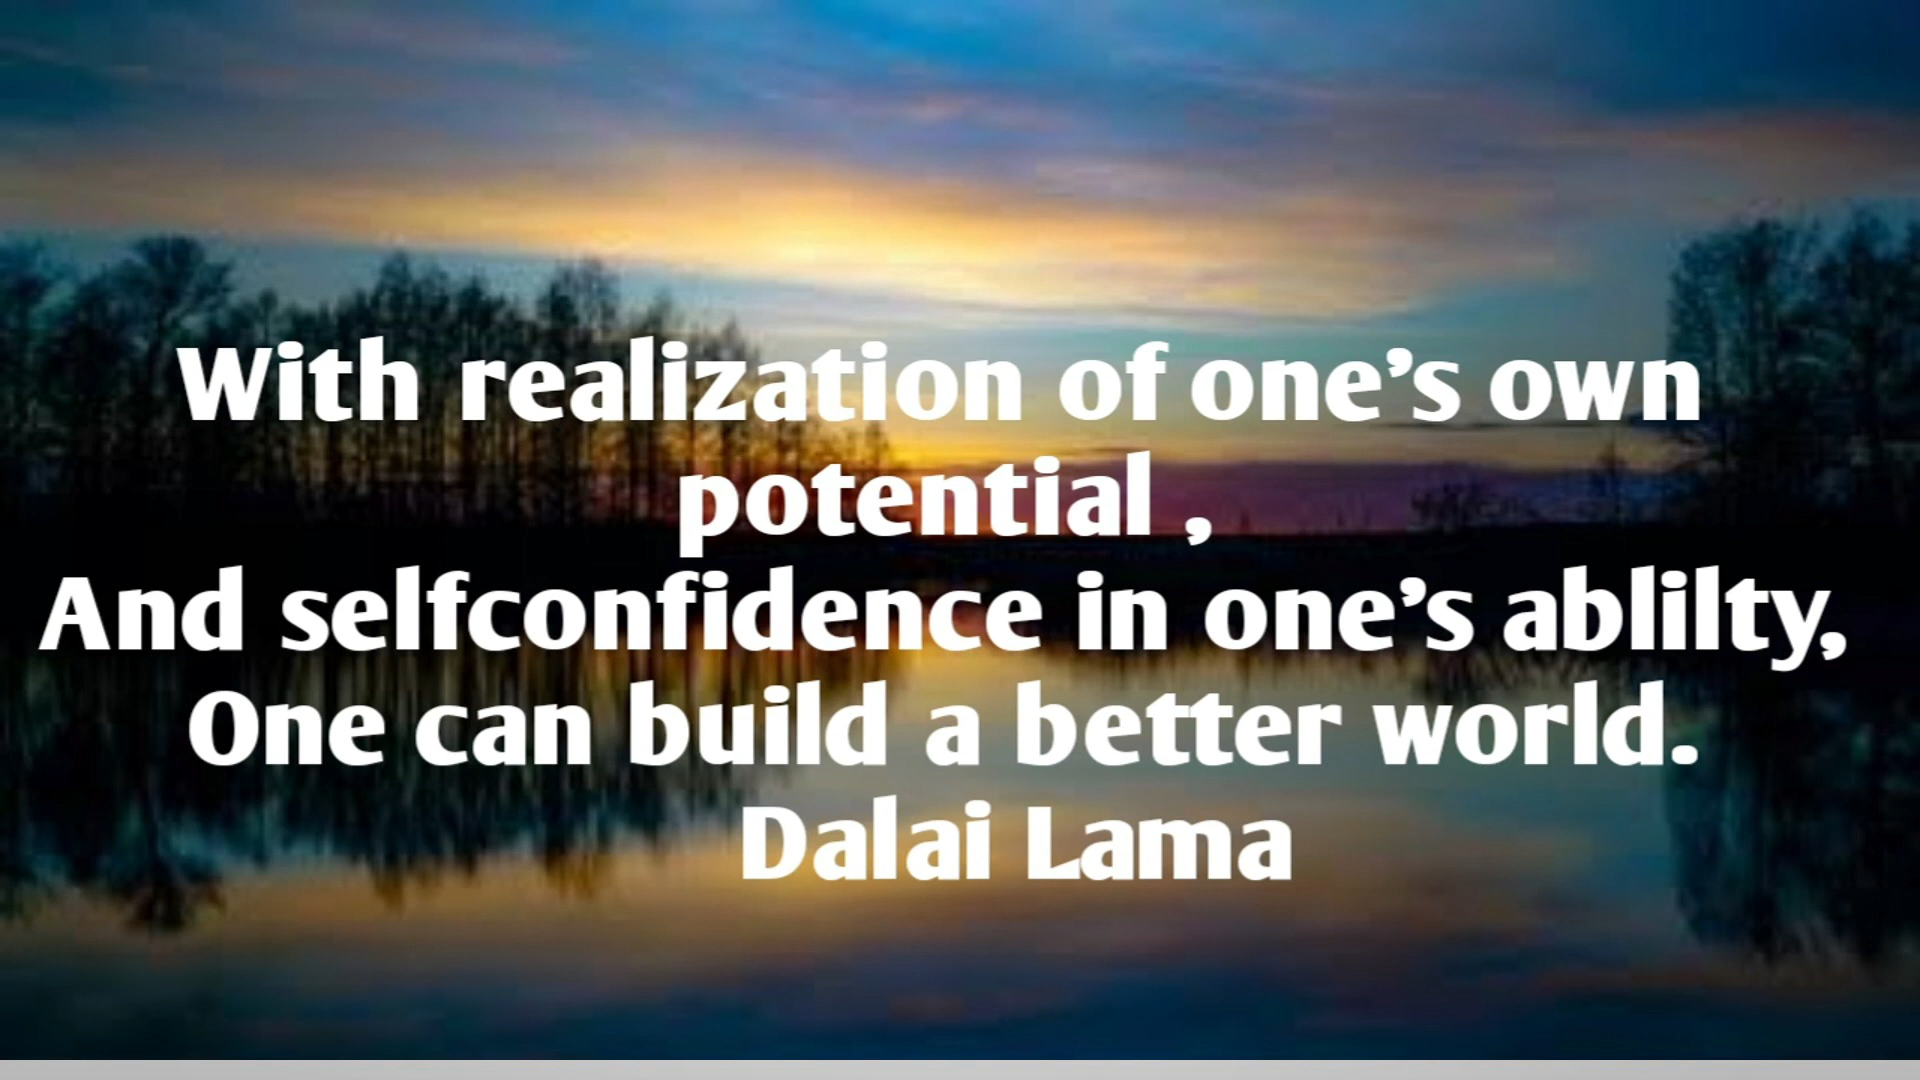 With realization of one's own
potential ,
And selfconfidence in one's ablilty,
One can build a better world.
Dalai Lama